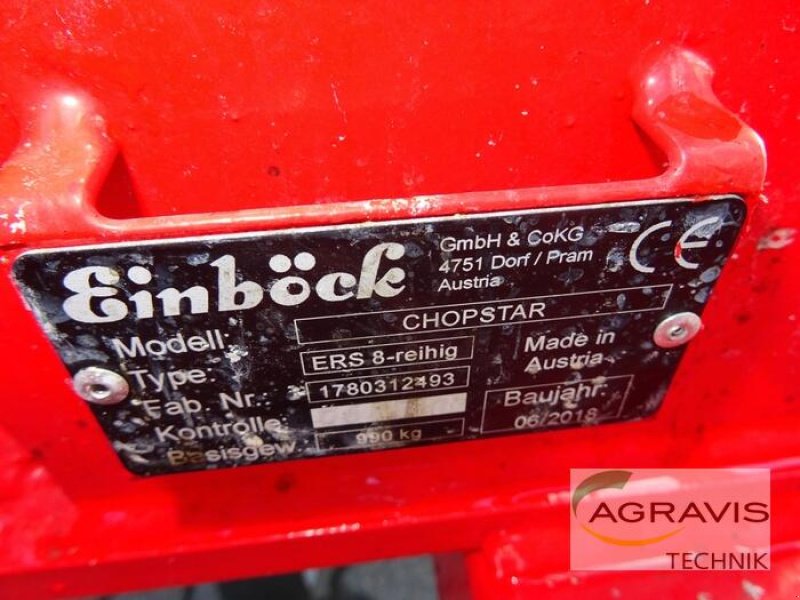 Einböck
GmbH & CoKG
4751 Dorf / Pram
Austria
CE
Modell: CHOPSTAR
Type: ERS 8-reihig
Fab. Nr.: 1780312493
Kontrolle
Basisgew. 990 kg
Made in
Austria
Baujahr:
06/2018
AGRAVIS
TECHNIK